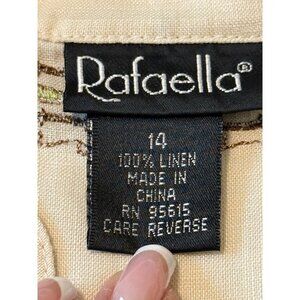 Rafaella®
14
100% LINEN
MADE IN
CHINA
RN 95615
CARE REVERSE